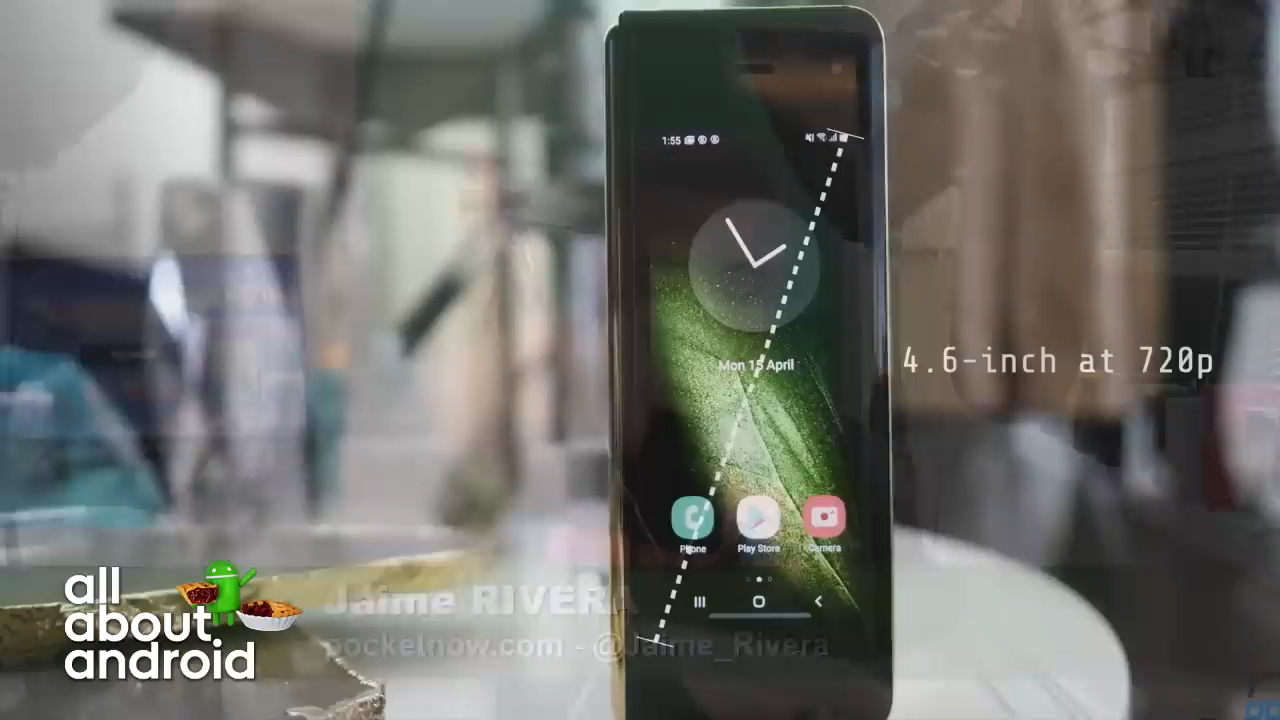 1:55
Mon 15 April
4.6-inch at 720p
Phone
Play Store
Camera
all
about
android
Jaime RIVERA
pocketnow.com - @Jaime_Rivera